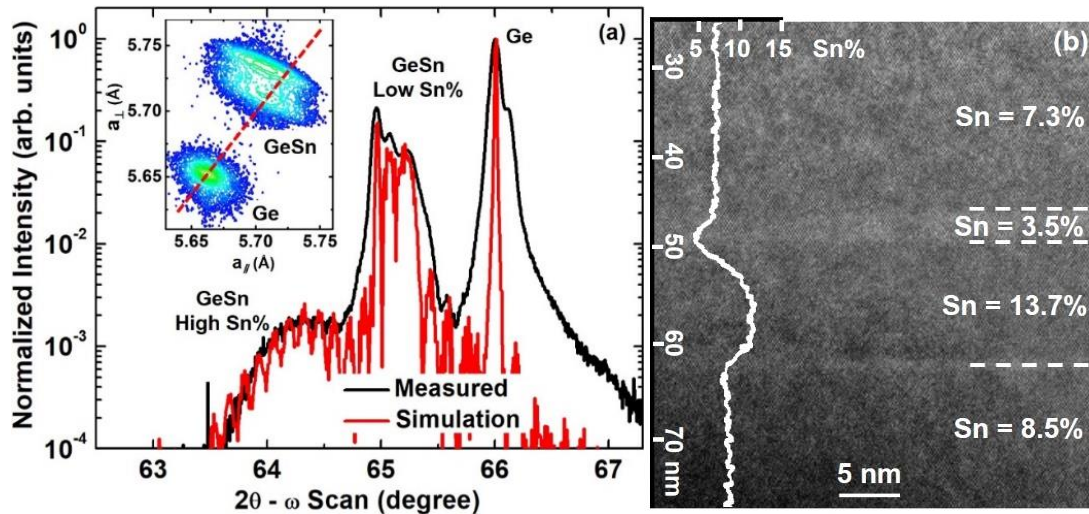 (a)
Normalized Intensity (arb. units)
10⁰
10⁻¹
10⁻²
10⁻³
10⁻⁴
63
64
65
66
67
2θ - ω Scan (degree)
GeSn
Low Sn%
Ge
GeSn
High Sn%
Measured
Simulation
a⊥ (Å)
5.75
5.70
5.65
GeSn
Ge
5.65
5.70
5.75
a∥ (Å)
(b)
5 10 15 Sn%
30
40
50
60
70 nm
Sn = 7.3%
Sn = 3.5%
Sn = 13.7%
Sn = 8.5%
5 nm